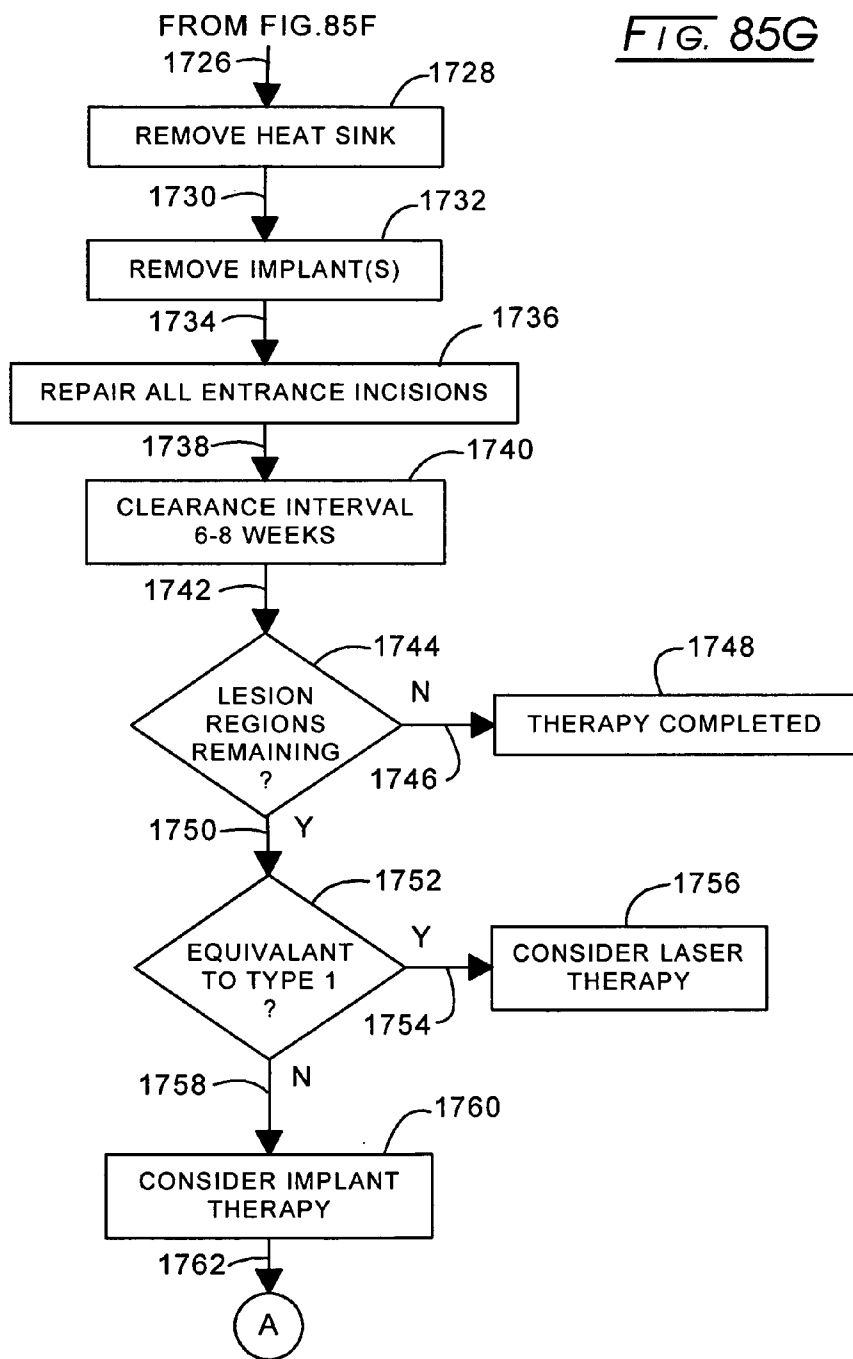 FROM FIG.85F
FIG. 85G
1726
1728
REMOVE HEAT SINK
1730
1732
REMOVE IMPLANT(S)
1734
1736
REPAIR ALL ENTRANCE INCISIONS
1738
1740
CLEARANCE INTERVAL
6-8 WEEKS
1742
1744
LESION
REGIONS
REMAINING
?
N
1746
1748
THERAPY COMPLETED
1750
Y
1752
EQUIVALANT
TO TYPE 1
?
Y
1754
1756
CONSIDER LASER
THERAPY
1758
N
1760
CONSIDER IMPLANT
THERAPY
1762
A